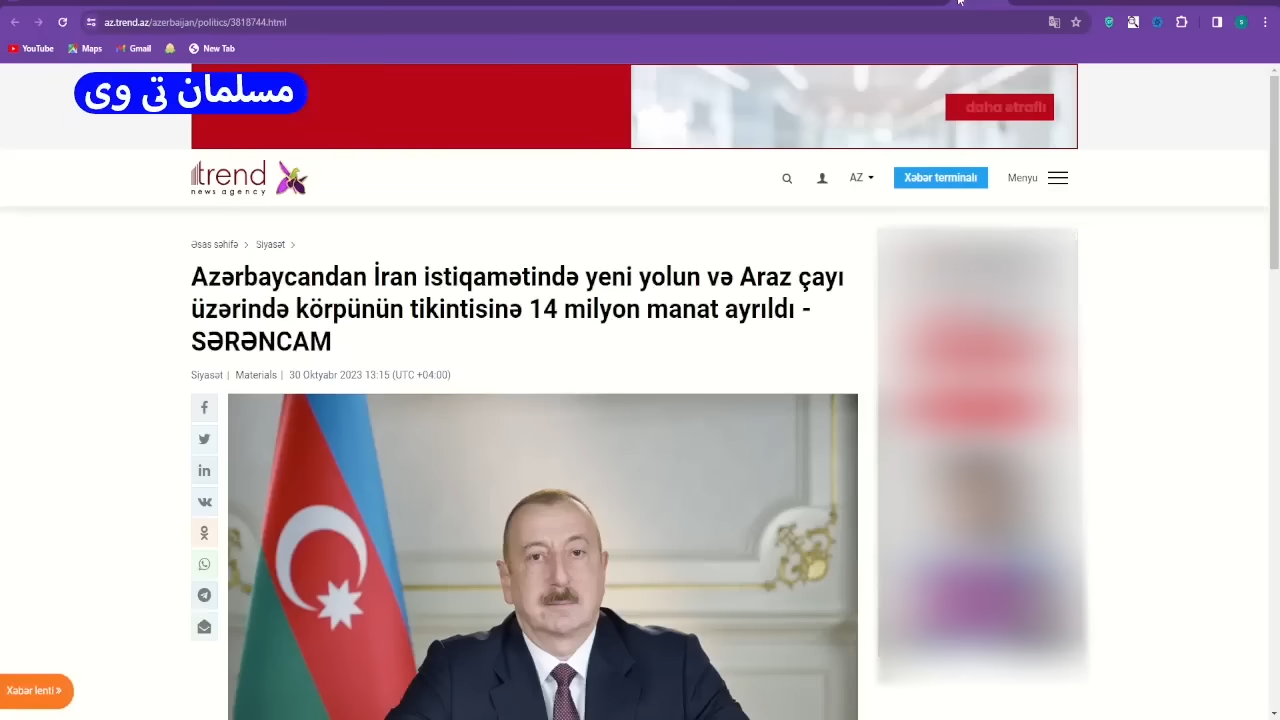 az.trend.az/azerbaijan/politics/3818744.html
YouTube
Maps
Gmail
New Tab
مسلمان ٹی وی
daha ətraflı
trend
news agency
AZ
Xəbər terminalı
Menyu
Əsas səhifə > Siyasət >
Azərbaycandan İran istiqamətində yeni yolun və Araz çayı
üzərində körpünün tikintisinə 14 milyon manat ayrıldı -
SƏRƏNCAM
Siyasət | Materials | 30 Oktyabr 2023 13:15 (UTC +04:00)
Xəbər lenti »